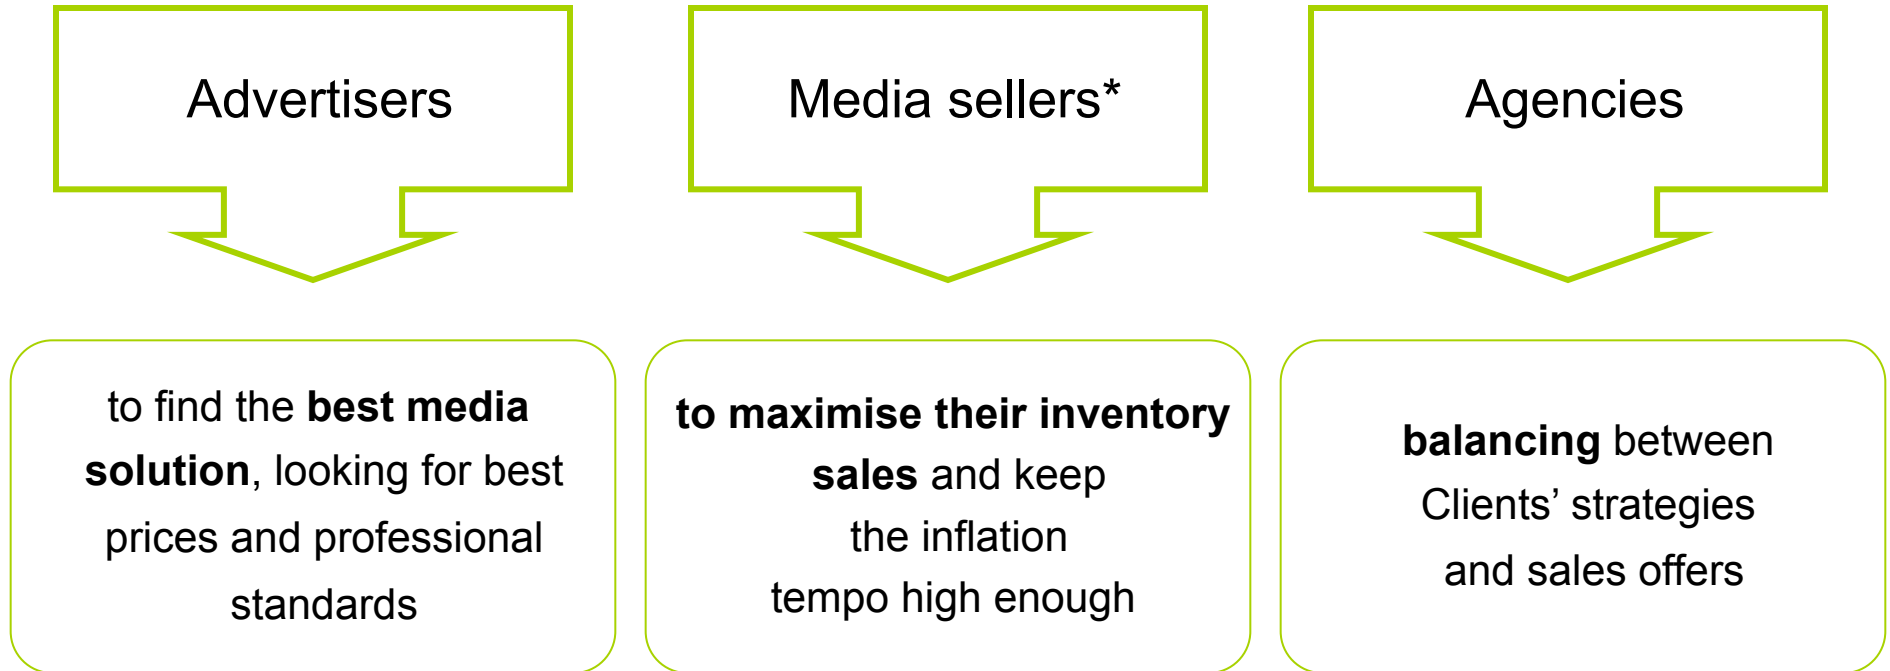 Advertisers
Media sellers*
Agencies
to find the best media
solution, looking for best
prices and professional
standards
to maximise their inventory
sales and keep
the inflation
tempo high enough
balancing between
Clients’ strategies
and sales offers